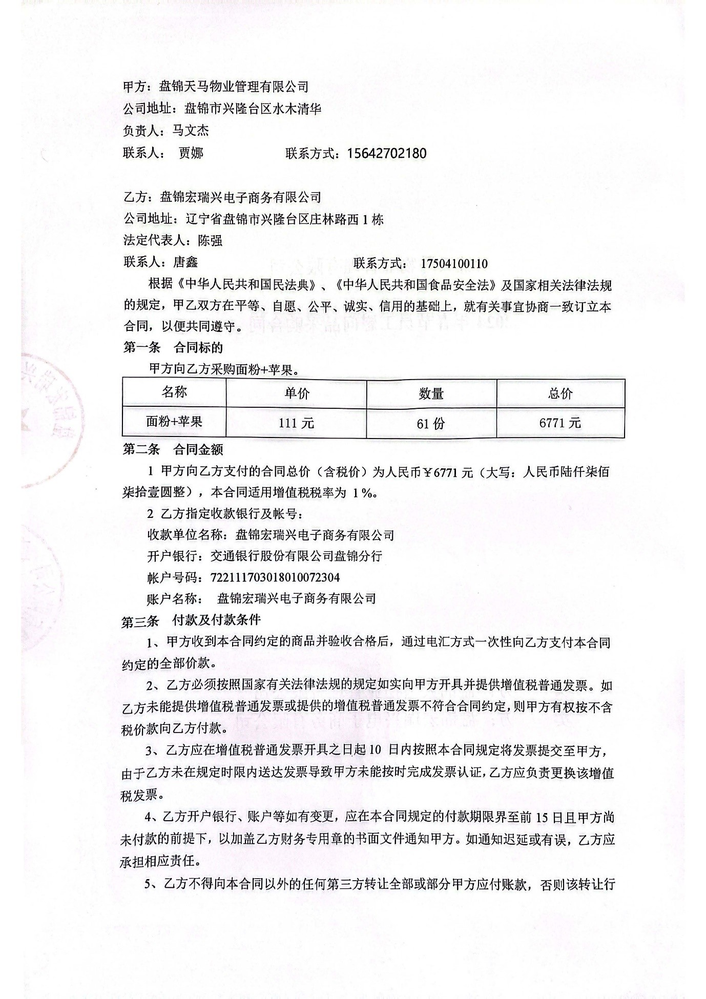 甲方：盘锦天马物业管理有限公司
公司地址：盘锦市兴隆台区水木清华
负责人：马文杰
联系人： 贾娜 联系方式：15642702180
乙方：盘锦宏瑞兴电子商务有限公司
公司地址：辽宁省盘锦市兴隆台区庄林路西1栋
法定代表人：陈强
联系人：唐鑫 联系方式： 17504100110
根据《中华人民共和国民法典》、《中华人民共和国食品安全法》及国家相关法律法规
的规定，甲乙双方在平等、自愿、公平、诚实、信用的基础上，就有关事宜协商一致订立本
合同，以便共同遵守。
第一条 合同标的
甲方向乙方采购面粉+苹果。
名称 单价 数量 总价
面粉+苹果 111元 61份 6771元
第二条 合同金额
1 甲方向乙方支付的合同总价（含税价）为人民币￥6771元（大写：人民币陆仟柒佰
柒拾壹圆整），本合同适用增值税税率为 1%。
2 乙方指定收款银行及帐号：
收款单位名称：盘锦宏瑞兴电子商务有限公司
开户银行：交通银行股份有限公司盘锦分行
帐户号码：722111703018010072304
账户名称： 盘锦宏瑞兴电子商务有限公司
第三条 付款及付款条件
1、甲方收到本合同约定的商品并验收合格后，通过电汇方式一次性向乙方支付本合同
约定的全部价款。
2、乙方必须按照国家有关法律法规的规定如实向甲方开具并提供增值税普通发票。如
乙方未能提供增值税普通发票或提供的增值税普通发票不符合合同约定，则甲方有权按不含
税价款向乙方付款。
3、乙方应在增值税普通发票开具之日起10 日内按照本合同规定将发票提交至甲方，
由于乙方未在规定时限内送达发票导致甲方未能按时完成发票认证，乙方应负责更换该增值
税发票。
4、乙方开户银行、账户等如有变更，应在本合同规定的付款期限界至前15日且甲方尚
未付款的前提下，以加盖乙方财务专用章的书面文件通知甲方。如通知迟延或有误，乙方应
承担相应责任。
5、乙方不得向本合同以外的任何第三方转让全部或部分甲方应付账款，否则该转让行